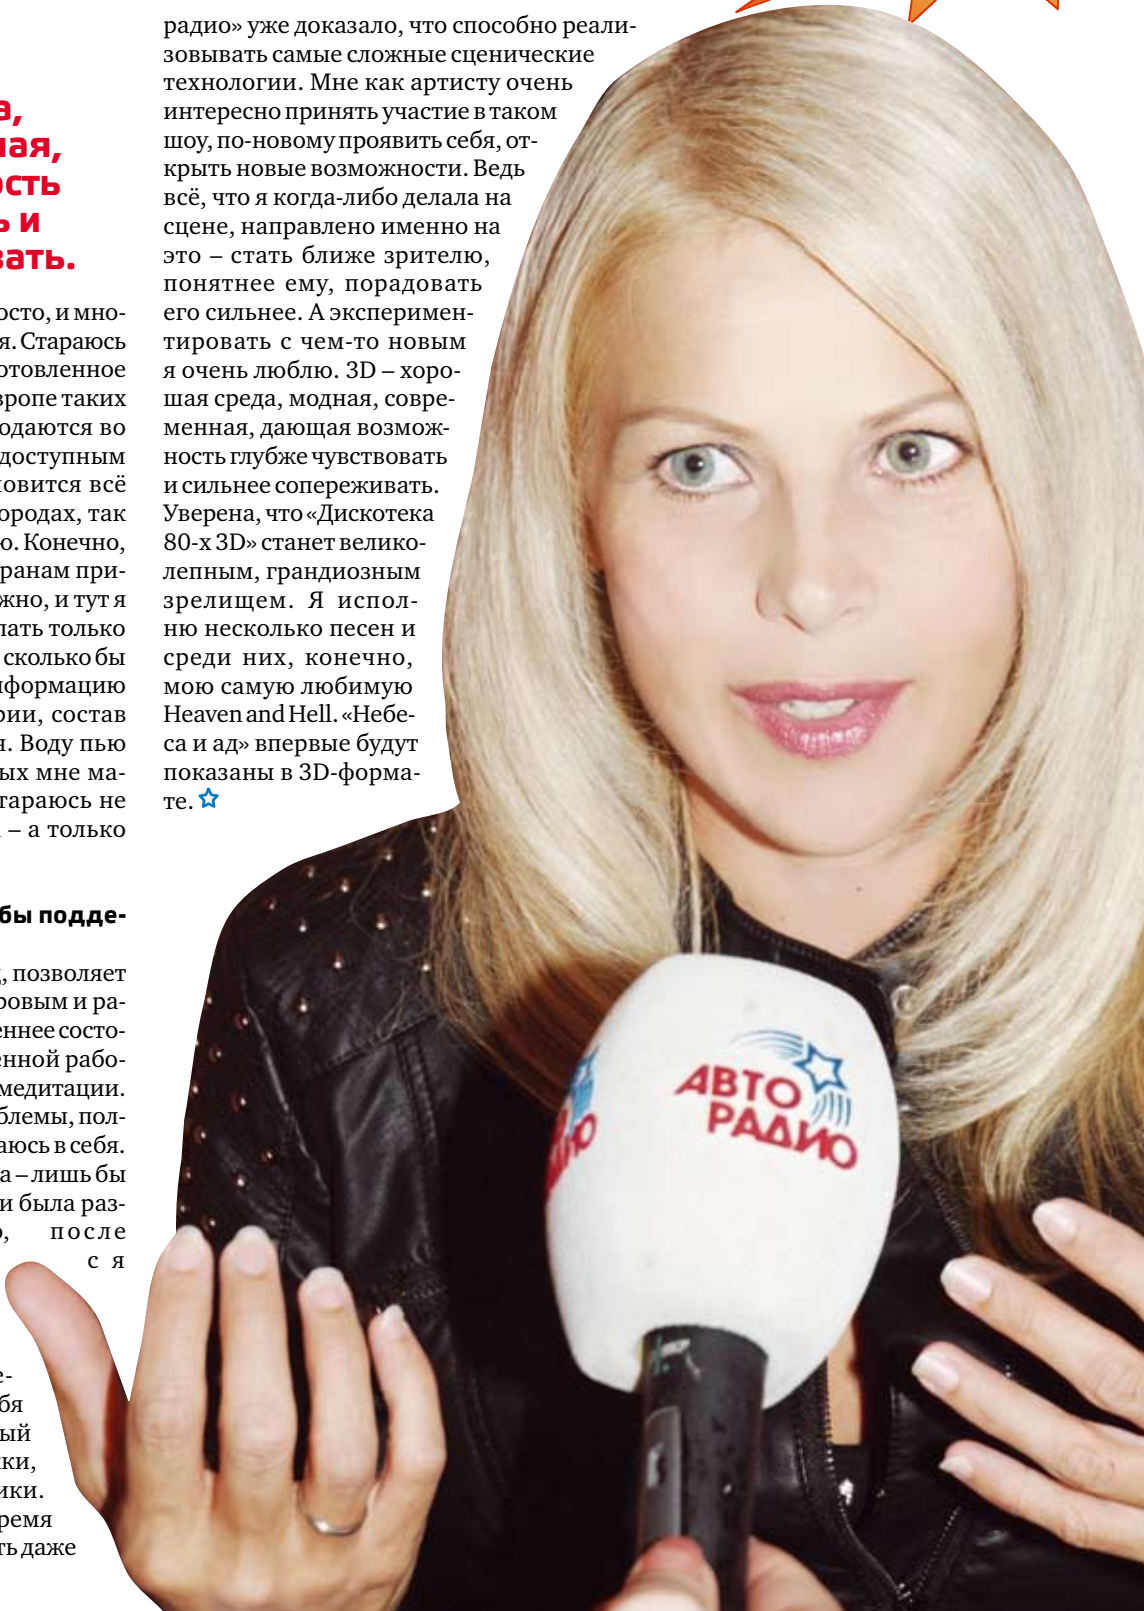 а,
ная,
ость
ь и
вать.
осто, и мно-
я. Стараюсь
отовленное
вропе таких
одаются во
доступным
новится всё
ородах, так
ю. Конечно,
ранам при-
жно, и тут я
лать только
сколько бы
нформацию
рии, состав
я. Воду пью
ых мне ма-
тараюсь не
– а только
бы подде-
, позволяет
ровым и ра-
еннее состо-
енной рабо-
медитации.
блемы, пол-
аюсь в себя.
а – лишь бы
и была раз-
о, после
с я
е-
бя
ый
ки,
ики.
ремя
ть даже
радио» уже доказало, что способно реали-
зовывать самые сложные сценические
технологии. Мне как артисту очень
интересно принять участие в таком
шоу, по-новому проявить себя, от-
крыть новые возможности. Ведь
всё, что я когда-либо делала на
сцене, направлено именно на
это – стать ближе зрителю,
понятнее ему, порадовать
его сильнее. А эксперимен-
тировать с чем-то новым
я очень люблю. 3D – хоро-
шая среда, модная, совре-
менная, дающая возмож-
ность глубже чувствовать
и сильнее сопереживать.
Уверена, что «Дискотека
80-х 3D» станет велико-
лепным, грандиозным
зрелищем. Я испол-
ню несколько песен и
среди них, конечно,
мою самую любимую
Heaven and Hell. «Небе-
са и ад» впервые будут
показаны в 3D-форма-
те.
АВТО
РАДИО